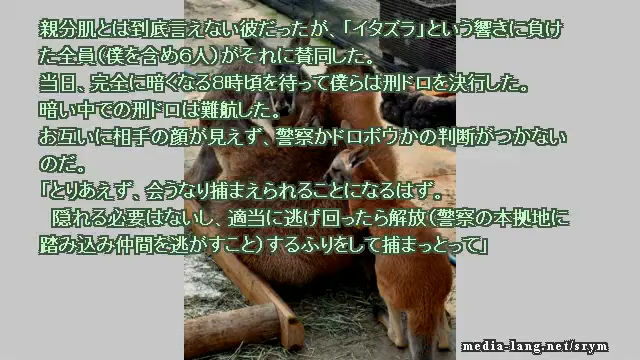 親分肌とは到底言えない彼だったが、「イタズラ」という響きに負け
た全員（僕を含め６人）がそれに賛同した。
当日、完全に暗くなる８時頃を待って僕らは刑ドロを決行した。
暗い中での刑ドロは難航した。
お互いに相手の顔が見えず、警察かドロボウかの判断がつかない
のだ。
「とりあえず、会うなり捕まえられることになるはず。
　隠れる必要はないし、適当に逃げ回ったら解放（警察の本拠地に
踏み込み仲間を逃がすこと）するふりをして捕まっとって」
media-lang.net/srym